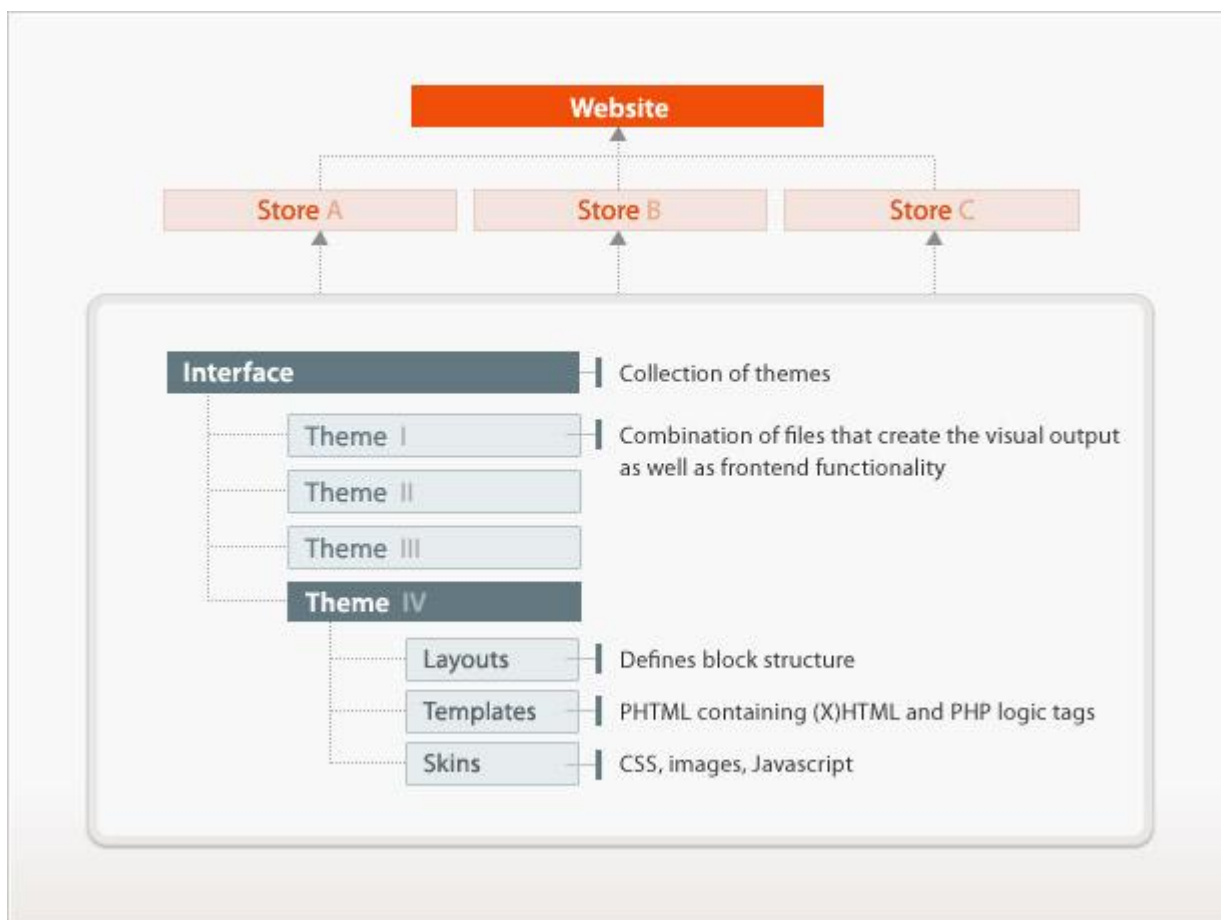 Website
Store A
Store B
Store C
Interface
Collection of themes
Theme I
Combination of files that create the visual output
as well as frontend functionality
Theme II
Theme III
Theme IV
Layouts
Defines block structure
Templates
PHTML containing (X)HTML and PHP logic tags
Skins
CSS, images, Javascript